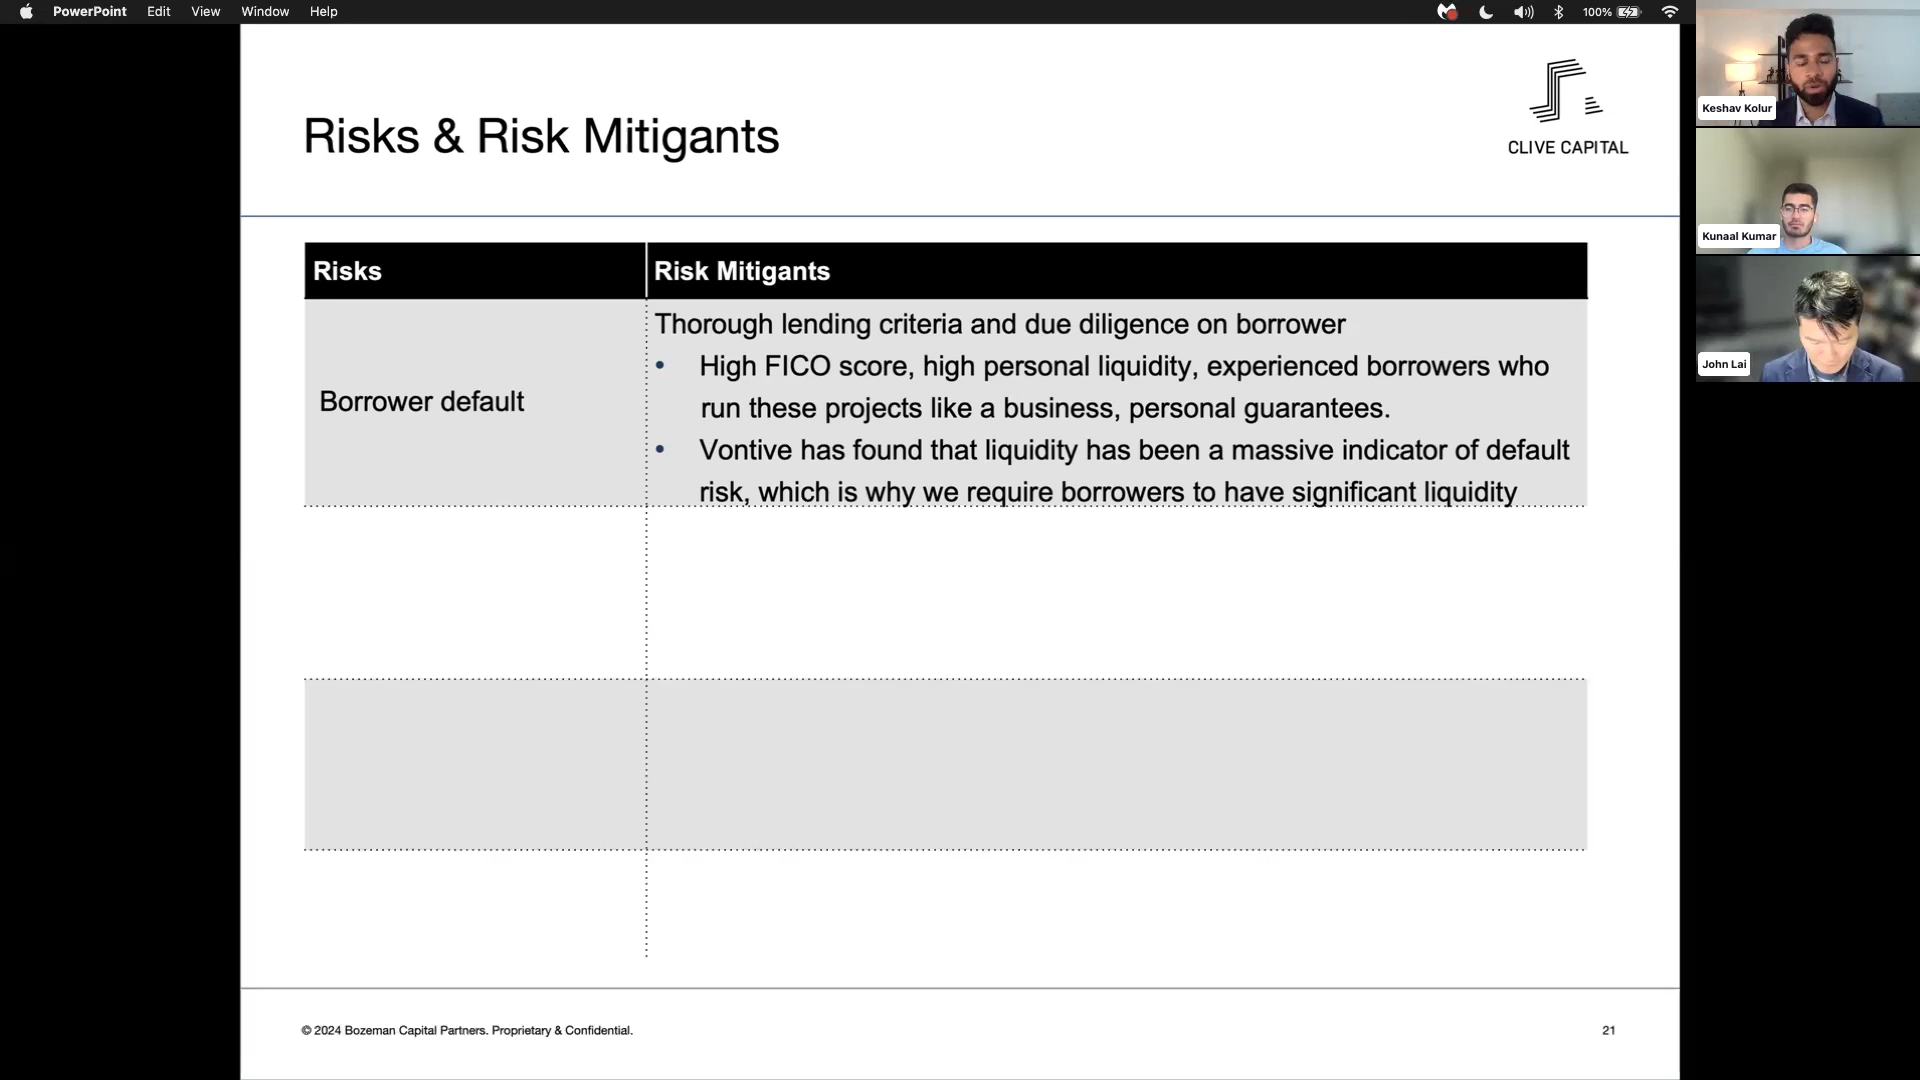 PowerPoint Edit View Window Help 100%
Risks & Risk Mitigants
CLIVE CAPITAL
Keshav Kolur
Kunaal Kumar
John Lai
Risks Risk Mitigants
Borrower default
Thorough lending criteria and due diligence on borrower
• High FICO score, high personal liquidity, experienced borrowers who
run these projects like a business, personal guarantees.
• Vontive has found that liquidity has been a massive indicator of default
risk, which is why we require borrowers to have significant liquidity
© 2024 Bozeman Capital Partners. Proprietary & Confidential.
21